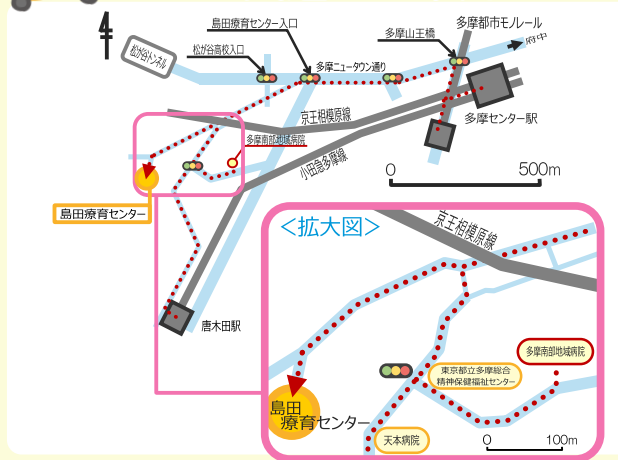 4
島田療育センター入口
多摩都市モノレール
松が谷高校入口
多摩山王橋
府中
松が谷トンネル
多摩ニュータウン通り
京王相模原線
多摩センター駅
多摩南部地域病院
小田急多摩線
0 500m
島田療育センター
<拡大図>
京王相模原線
唐木田駅
多摩南部地域病院
東京都立多摩総合
精神保健福祉センター
島田
療育センター
天本病院
0 100m